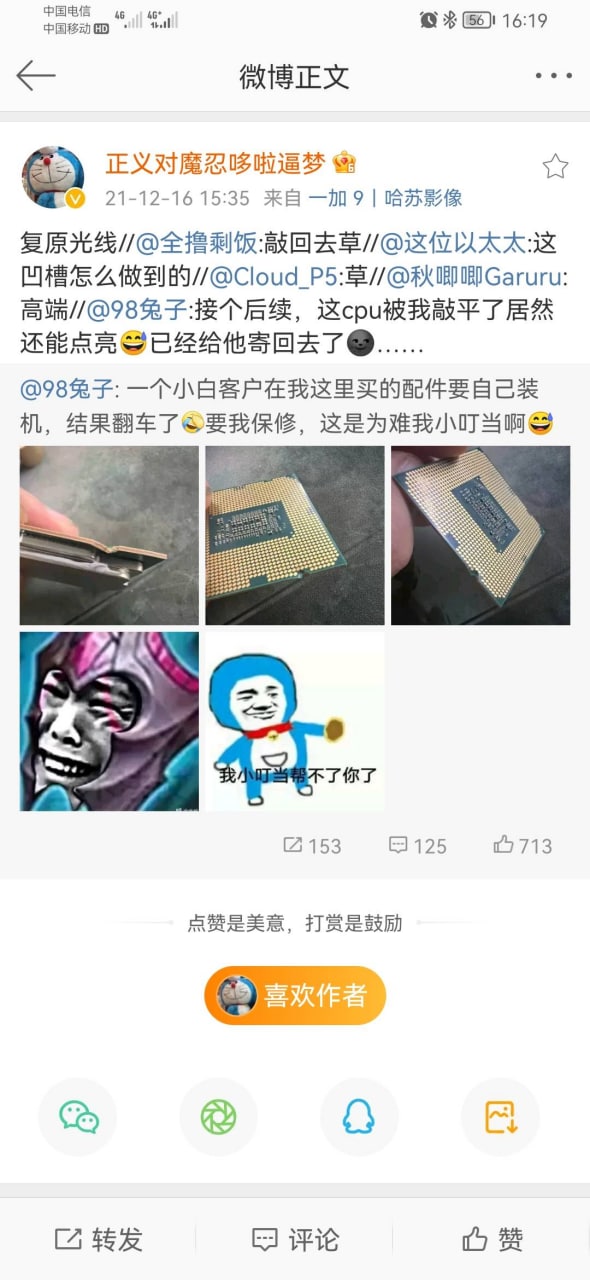 中国电信
中国移动HD
4G 4G+
56 16:19
微博正文
正义对魔忍哆啦逼梦
21-12-16 15:35 来自 一加 9 | 哈苏影像
复原光线//@全撸剩饭:敲回去草//@这位以太太:这
凹槽怎么做到的//@Cloud_P5:草//@秋唧唧Garuru:
高端//@98兔子:接个后续，这cpu被我敲平了居然
还能点亮😅已经给他寄回去了🌚……
@98兔子: 一个小白客户在我这里买的配件要自己装
机，结果翻车了🤣要我保修，这是为难我小叮当啊😅
我小叮当帮不了你了
153 125 713
点赞是美意，打赏是鼓励
喜欢作者
转发 评论 赞